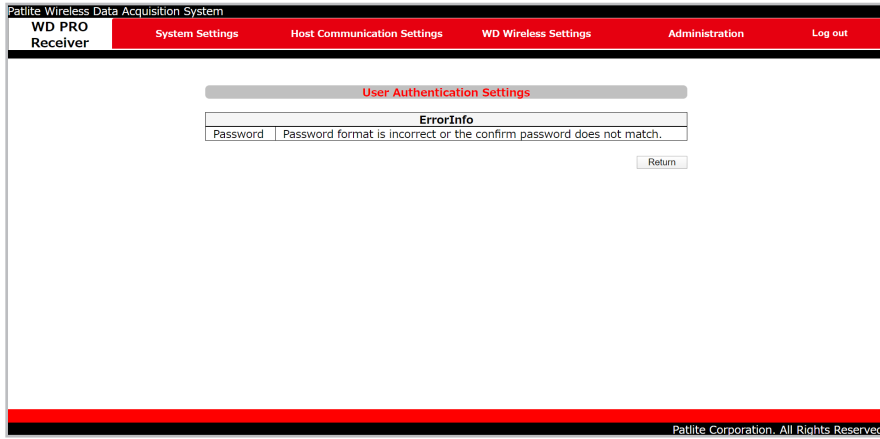 Patlite Wireless Data Acquisition System
WD PRO
Receiver
System Settings Host Communication Settings WD Wireless Settings Administration Log out
User Authentication Settings
ErrorInfo
Password Password format is incorrect or the confirm password does not match.
Return
Patlite Corporation. All Rights Reserved